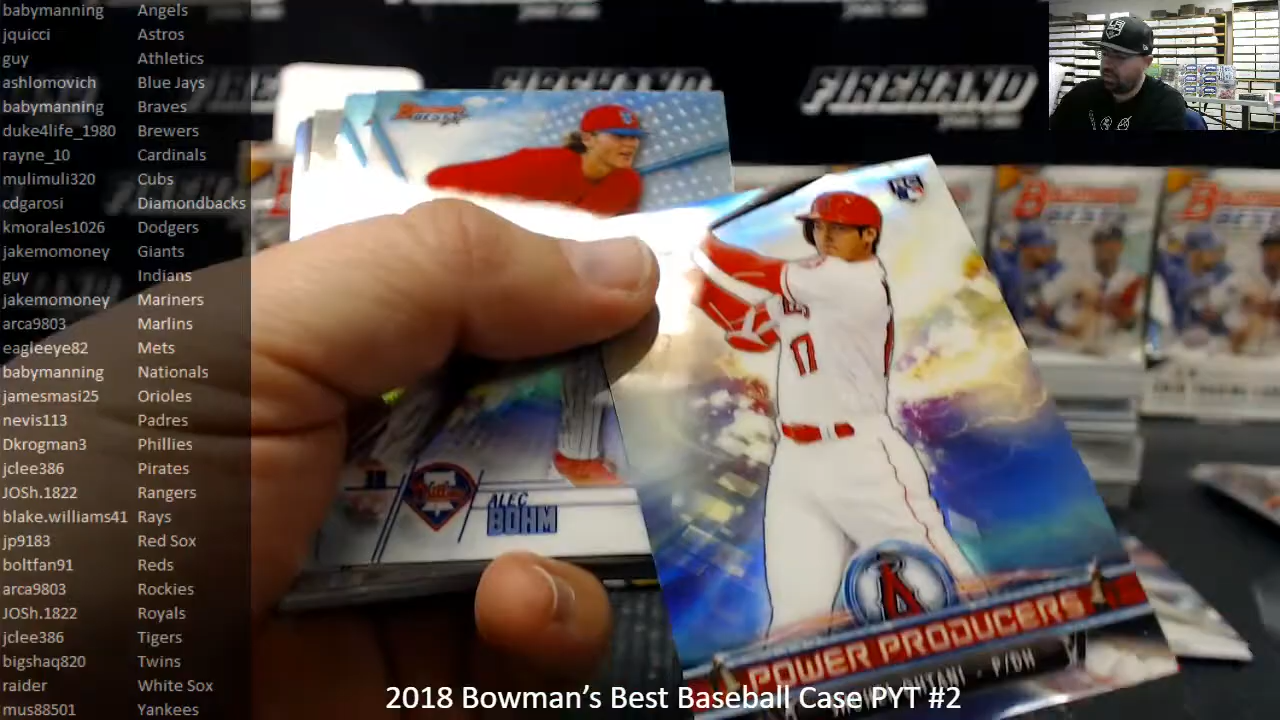 babymanning Angels
jquicci Astros
guy Athletics
ashlomovich Blue Jays
babymanning Braves
duke4life_1980 Brewers
rayne_10 Cardinals
mulimuli320 Cubs
cdgarosi Diamondbacks
kmorales1026 Dodgers
jakemomoney Giants
guy Indians
jakemomoney Mariners
arca9803 Marlins
eagleeye82 Mets
babymanning Nationals
jamesmasi25 Orioles
nevis113 Padres
Dkrogman3 Phillies
jclee386 Pirates
JOSh.1822 Rangers
blake.williams41 Rays
jp9183 Red Sox
boltfan91 Reds
arca9803 Rockies
JOSh.1822 Royals
jclee386 Tigers
bigshaq820 Twins
raider White Sox
mus88501 Yankees
FIREHAND
BOWMAN'S
BEST
17
ALEC
BOHM
POWER PRODUCERS
OHTANI - P/DH
2018 Bowman's Best Baseball Case PYT #2